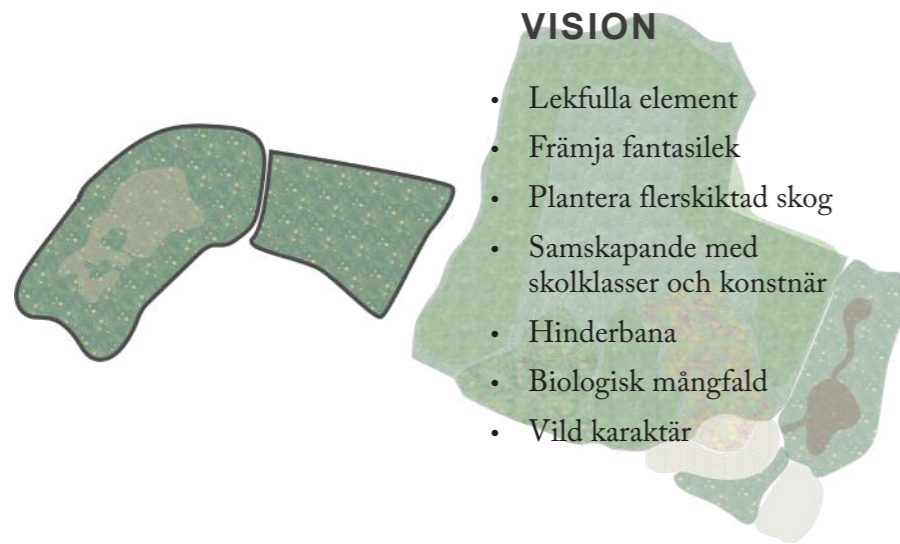 VISION
• Lekfulla element
• Främja fantasilek
• Plantera flerskiktad skog
• Samskapande med
skolklasser och konstnär
• Hinderbana
• Biologisk mångfald
• Vild karaktär